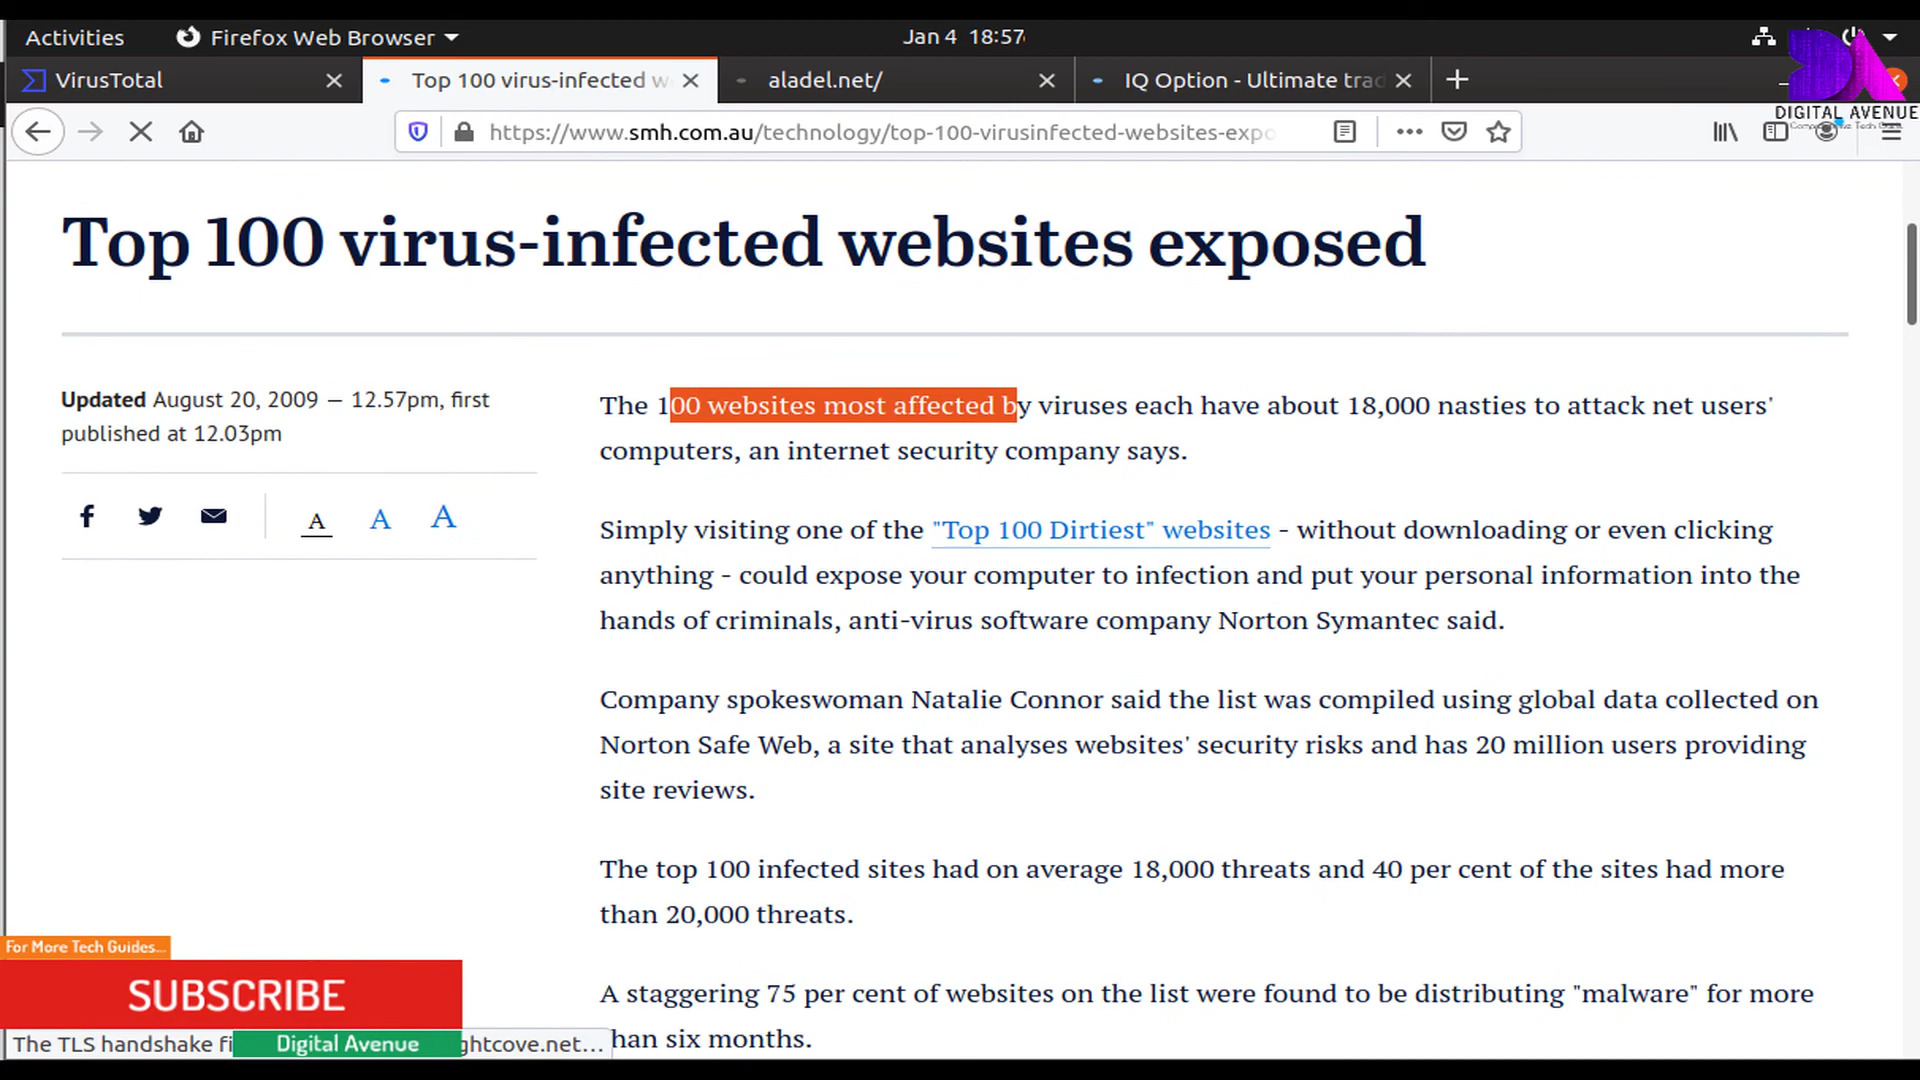 Activities Firefox Web Browser Jan 4 18:57
VirusTotal Top 100 virus-infected w aladel.net/ IQ Option - Ultimate trad
DIGITAL AVENUE
https://www.smh.com.au/technology/top-100-virusinfected-websites-expo
Top 100 virus-infected websites exposed
Updated August 20, 2009 — 12.57pm, first
published at 12.03pm
A A A
The 100 websites most affected by viruses each have about 18,000 nasties to attack net users'
computers, an internet security company says.
Simply visiting one of the "Top 100 Dirtiest" websites - without downloading or even clicking
anything - could expose your computer to infection and put your personal information into the
hands of criminals, anti-virus software company Norton Symantec said.
Company spokeswoman Natalie Connor said the list was compiled using global data collected on
Norton Safe Web, a site that analyses websites' security risks and has 20 million users providing
site reviews.
The top 100 infected sites had on average 18,000 threats and 40 per cent of the sites had more
than 20,000 threats.
A staggering 75 per cent of websites on the list were found to be distributing "malware" for more
than six months.
For More Tech Guides...
SUBSCRIBE
Digital Avenue
The TLS handshake fi ghtcove.net...